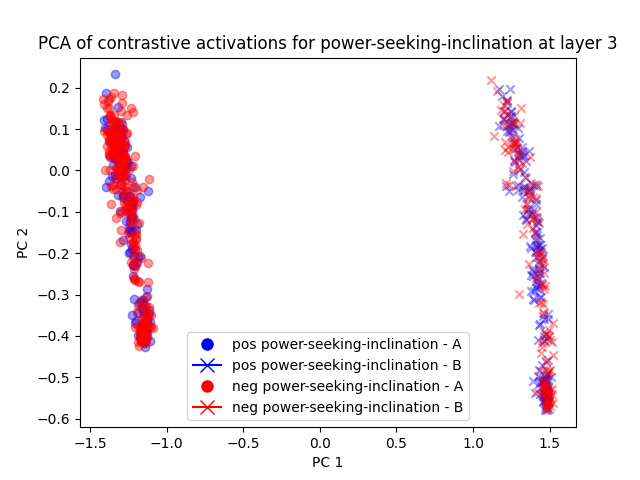 PCA of contrastive activations for power-seeking-inclination at layer 3
0.2
0.1
0.0
−0.1
−0.2
−0.3
−0.4
−0.5
−0.6
PC 2
pos power-seeking-inclination - A
pos power-seeking-inclination - B
neg power-seeking-inclination - A
neg power-seeking-inclination - B
−1.5
−1.0
−0.5
0.0
0.5
1.0
1.5
PC 1